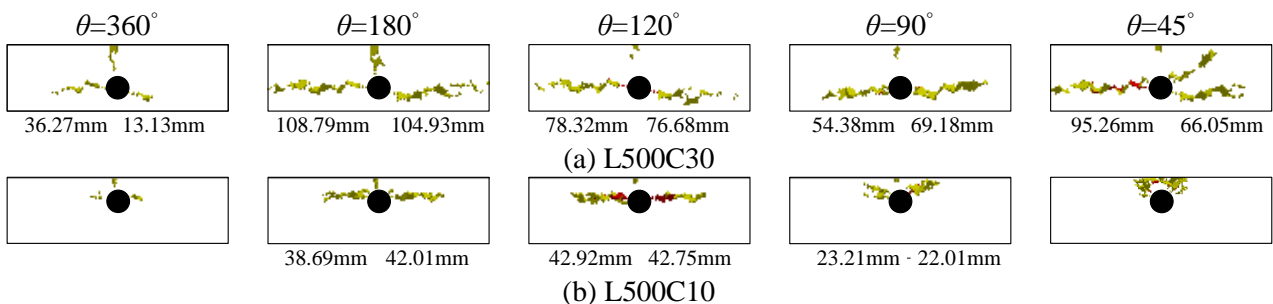 θ=360° θ=180° θ=120° θ=90° θ=45°
36.27mm 13.13mm 108.79mm 104.93mm 78.32mm 76.68mm 54.38mm 69.18mm 95.26mm 66.05mm
(a) L500C30
38.69mm 42.01mm 42.92mm 42.75mm 23.21mm - 22.01mm
(b) L500C10